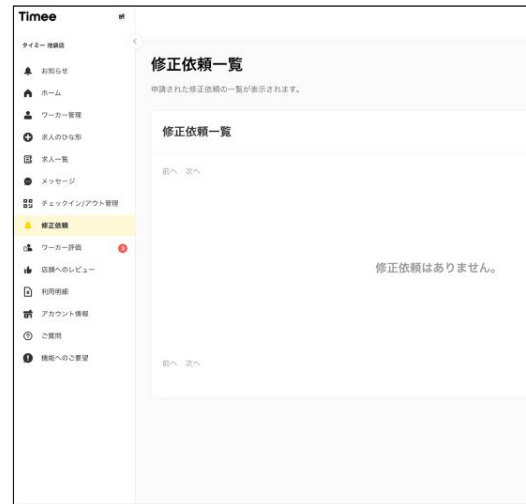 Timee
タイミー 池袋店
お知らせ
ホーム
ワーカー管理
求人のひな形
求人一覧
メッセージ
チェックイン/アウト管理
修正依頼
ワーカー評価 3
店舗へのレビュー
利用明細
アカウント情報
ご質問
機能へのご要望
修正依頼一覧
申請された修正依頼の一覧が表示されます。
修正依頼一覧
前へ 次へ
修正依頼はありません。
前へ 次へ